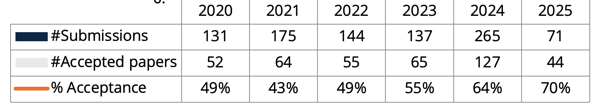 2020 2021 2022 2023 2024 2025
#Submissions 131 175 144 137 265 71
#Accepted papers 52 64 55 65 127 44
% Acceptance 49% 43% 49% 55% 64% 70%